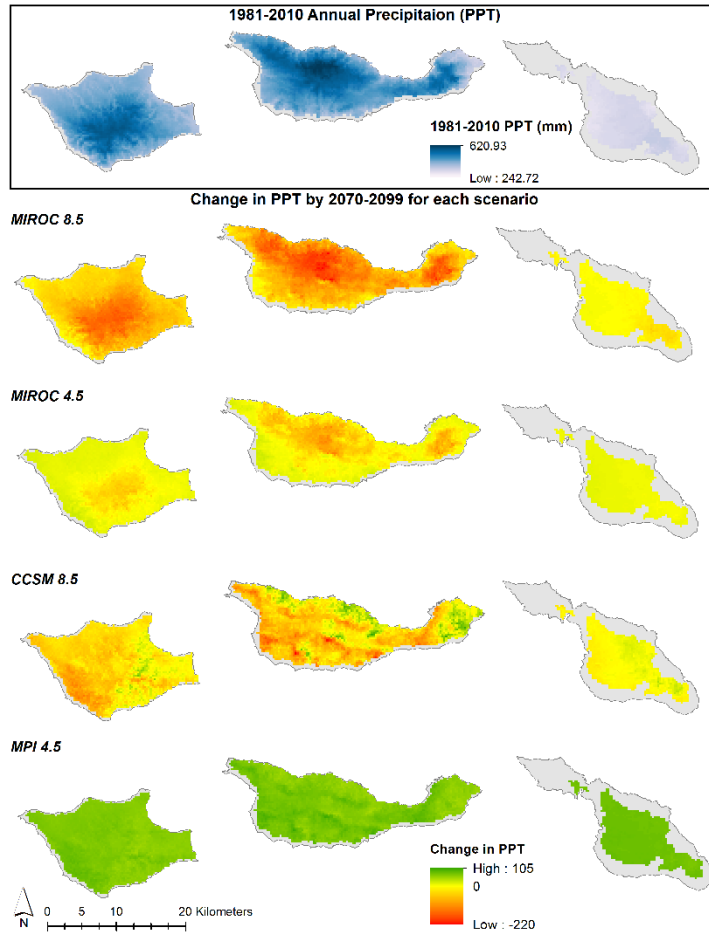 1981-2010 Annual Precipitaion (PPT)
1981-2010 PPT (mm)
620.93
Low : 242.72
Change in PPT by 2070-2099 for each scenario
MIROC 8.5
MIROC 4.5
CCSM 8.5
MPI 4.5
Change in PPT
High : 105
0
Low : -220
N
0 5 10 20 Kilometers